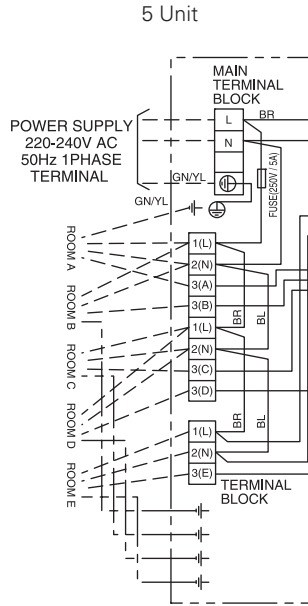 5 Unit
MAIN
TERMINAL
BLOCK
POWER SUPPLY
220-240V AC
50Hz 1PHASE
TERMINAL
L
BR
N
GN/YL
GN/YL
FUSE(250V / 5A)
ROOM A
ROOM B
ROOM C
ROOM D
ROOM E
1(L)
2(N)
3(A)
3(B)
1(L)
2(N)
3(C)
3(D)
BR
BL
BR
BL
1(L)
2(N)
3(E)
TERMINAL
BLOCK